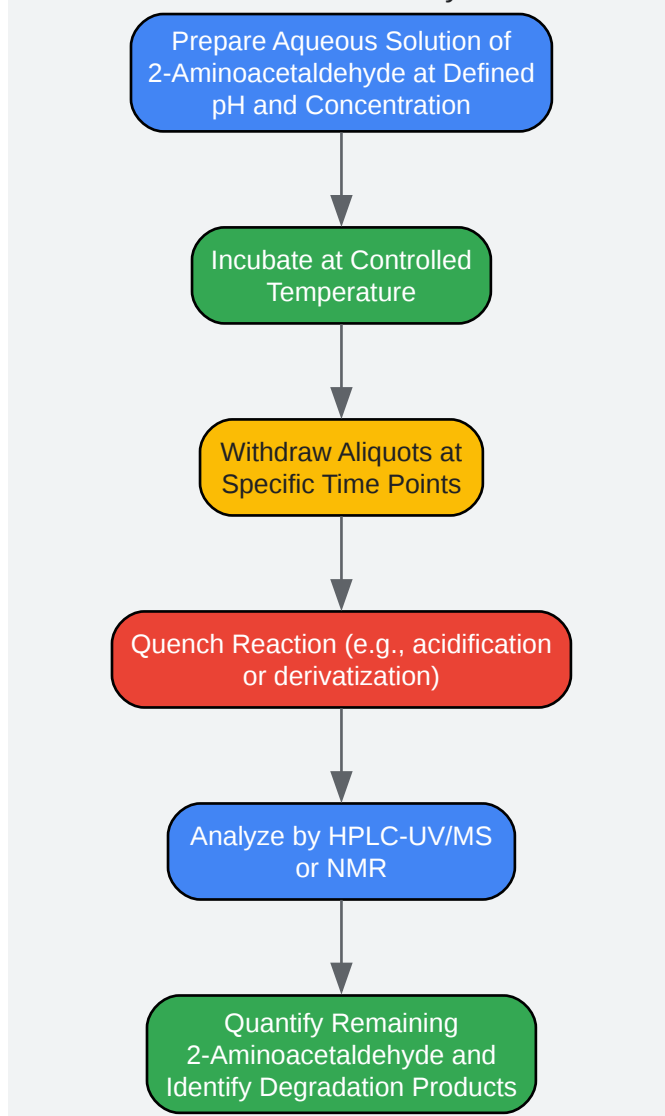 Prepare Aqueous Solution of
2-Aminoacetaldehyde at Defined
pH and Concentration
Incubate at Controlled
Temperature
Withdraw Aliquots at
Specific Time Points
Quench Reaction (e.g., acidification
or derivatization)
Analyze by HPLC-UV/MS
or NMR
Quantify Remaining
2-Aminoacetaldehyde and
Identify Degradation Products